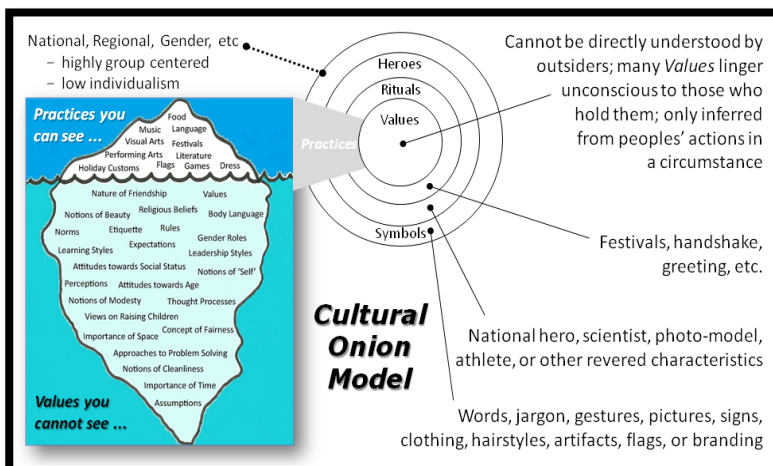 National, Regional, Gender, etc
– highly group centered
– low individualism
Practices you
can see ...
Food
Music
Language
Visual Arts
Festivals
Performing Arts
Literature
Holiday Customs
Flags
Games
Dress
Nature of Friendship
Values
Notions of Beauty
Religious Beliefs
Body Language
Norms
Etiquette
Rules
Gender Roles
Expectations
Learning Styles
Leadership Styles
Attitudes towards Social Status
Notions of 'Self'
Perceptions
Attitudes towards Age
Notions of Modesty
Thought Processes
Views on Raising Children
Concept of Fairness
Importance of Space
Approaches to Problem Solving
Notions of Cleanliness
Importance of Time
Assumptions
Values you
cannot see ...
Practices
Heroes
Rituals
Values
Symbols
Cultural
Onion
Model
Cannot be directly understood by
outsiders; many Values linger
unconscious to those who
hold them; only inferred
from peoples' actions in
a circumstance
Festivals, handshake,
greeting, etc.
National hero, scientist, photo-model,
athlete, or other revered characteristics
Words, jargon, gestures, pictures, signs,
clothing, hairstyles, artifacts, flags, or branding